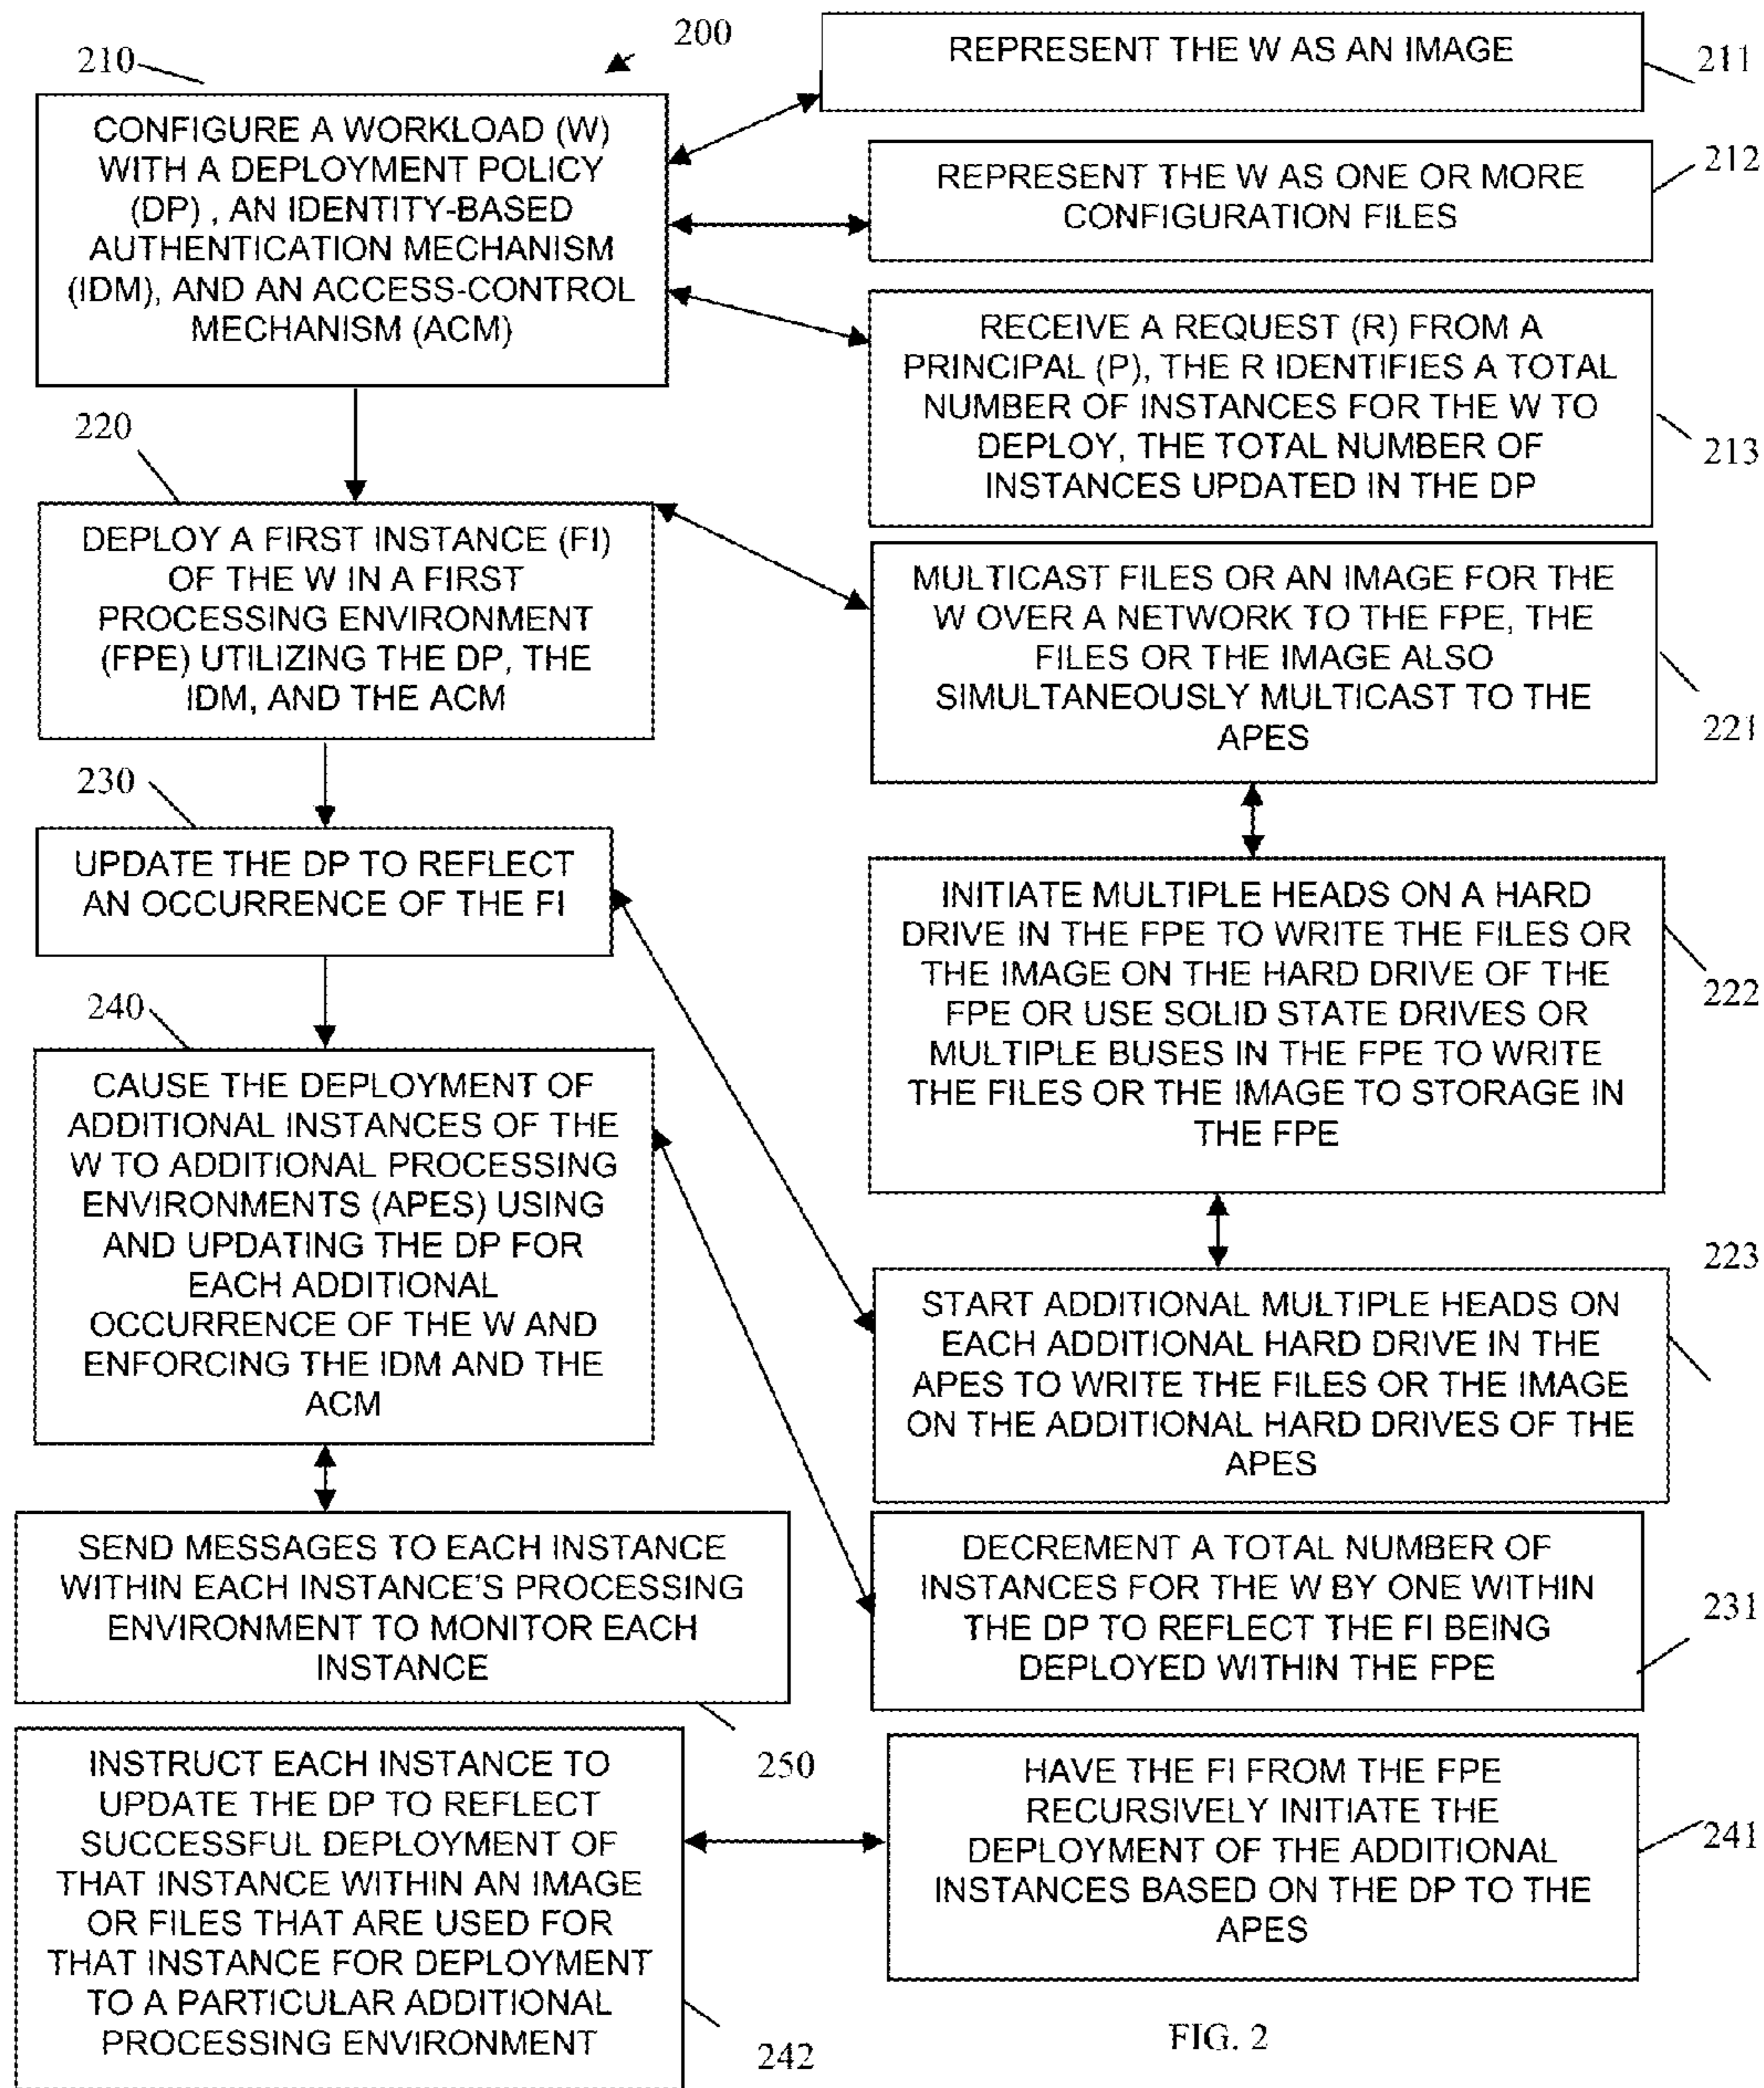 200
210
CONFIGURE A WORKLOAD (W)
WITH A DEPLOYMENT POLICY
(DP) , AN IDENTITY-BASED
AUTHENTICATION MECHANISM
(IDM), AND AN ACCESS-CONTROL
MECHANISM (ACM)
REPRESENT THE W AS AN IMAGE
211
REPRESENT THE W AS ONE OR MORE
CONFIGURATION FILES
212
RECEIVE A REQUEST (R) FROM A
PRINCIPAL (P), THE R IDENTIFIES A TOTAL
NUMBER OF INSTANCES FOR THE W TO
DEPLOY, THE TOTAL NUMBER OF
INSTANCES UPDATED IN THE DP
213
220
DEPLOY A FIRST INSTANCE (FI)
OF THE W IN A FIRST
PROCESSING ENVIRONMENT
(FPE) UTILIZING THE DP, THE
IDM, AND THE ACM
MULTICAST FILES OR AN IMAGE FOR THE
W OVER A NETWORK TO THE FPE, THE
FILES OR THE IMAGE ALSO
SIMULTANEOUSLY MULTICAST TO THE
APES
221
230
UPDATE THE DP TO REFLECT
AN OCCURRENCE OF THE FI
INITIATE MULTIPLE HEADS ON A HARD
DRIVE IN THE FPE TO WRITE THE FILES OR
THE IMAGE ON THE HARD DRIVE OF THE
FPE OR USE SOLID STATE DRIVES OR
MULTIPLE BUSES IN THE FPE TO WRITE
THE FILES OR THE IMAGE TO STORAGE IN
THE FPE
222
240
CAUSE THE DEPLOYMENT OF
ADDITIONAL INSTANCES OF THE
W TO ADDITIONAL PROCESSING
ENVIRONMENTS (APES) USING
AND UPDATING THE DP FOR
EACH ADDITIONAL
OCCURRENCE OF THE W AND
ENFORCING THE IDM AND THE
ACM
223
START ADDITIONAL MULTIPLE HEADS ON
EACH ADDITIONAL HARD DRIVE IN THE
APES TO WRITE THE FILES OR THE IMAGE
ON THE ADDITIONAL HARD DRIVES OF THE
APES
SEND MESSAGES TO EACH INSTANCE
WITHIN EACH INSTANCE'S PROCESSING
ENVIRONMENT TO MONITOR EACH
INSTANCE
250
DECREMENT A TOTAL NUMBER OF
INSTANCES FOR THE W BY ONE WITHIN
THE DP TO REFLECT THE FI BEING
DEPLOYED WITHIN THE FPE
231
INSTRUCT EACH INSTANCE TO
UPDATE THE DP TO REFLECT
SUCCESSFUL DEPLOYMENT OF
THAT INSTANCE WITHIN AN IMAGE
OR FILES THAT ARE USED FOR
THAT INSTANCE FOR DEPLOYMENT
TO A PARTICULAR ADDITIONAL
PROCESSING ENVIRONMENT
242
HAVE THE FI FROM THE FPE
RECURSIVELY INITIATE THE
DEPLOYMENT OF THE ADDITIONAL
INSTANCES BASED ON THE DP TO THE
APES
241
FIG. 2